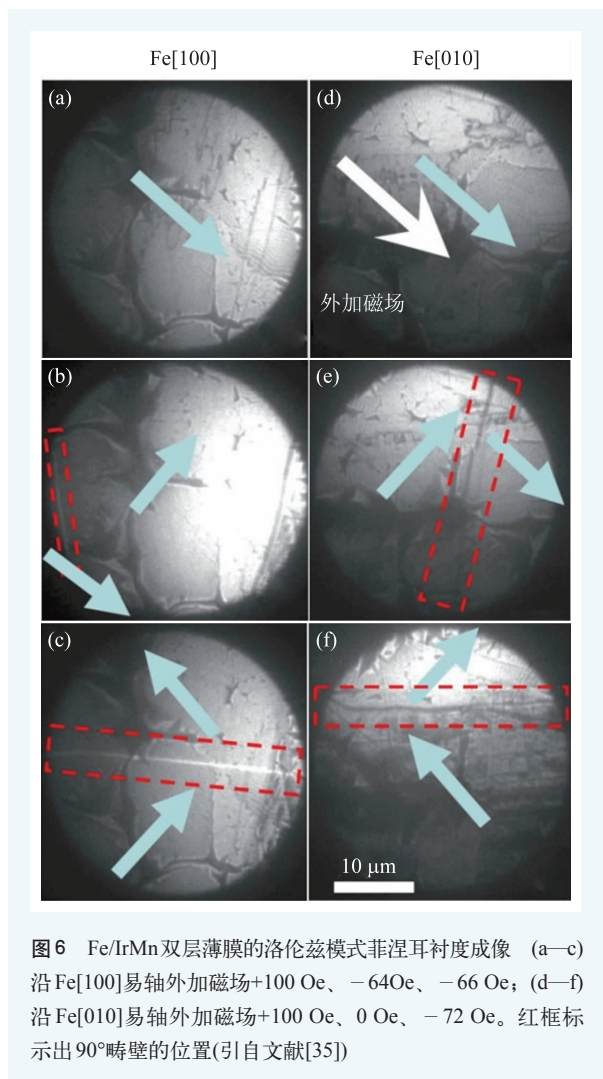 Fe[100]
Fe[010]
(a)
(d)
外加磁场
(b)
(e)
(c)
(f)
10 μm
图6 Fe/IrMn双层薄膜的洛伦兹模式菲涅耳衬度成像 (a—c)
沿Fe[100]易轴外加磁场+100 Oe、－64Oe、－66 Oe；(d—f)
沿Fe[010]易轴外加磁场+100 Oe、0 Oe、－72 Oe。红框标
示出90°畴壁的位置(引自文献[35])